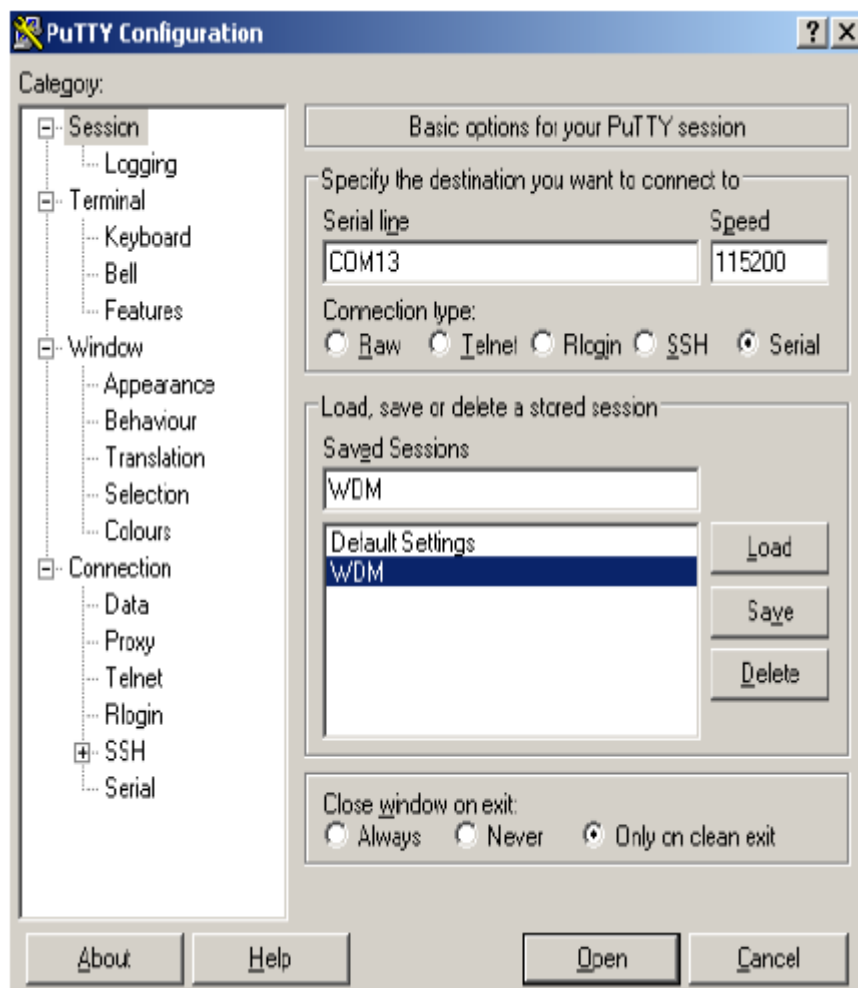 PuTTY Configuration
Category:
Session
Logging
Terminal
Keyboard
Bell
Features
Window
Appearance
Behaviour
Translation
Selection
Colours
Connection
Data
Proxy
Telnet
Rlogin
SSH
Serial
Basic options for your PuTTY session
Specify the destination you want to connect to
Serial line Speed
COM13 115200
Connection type:
Raw Telnet Rlogin SSH Serial
Load, save or delete a stored session
Saved Sessions
WDM
Default Settings
WDM
Load
Save
Delete
Close window on exit:
Always Never Only on clean exit
About Help Open Cancel